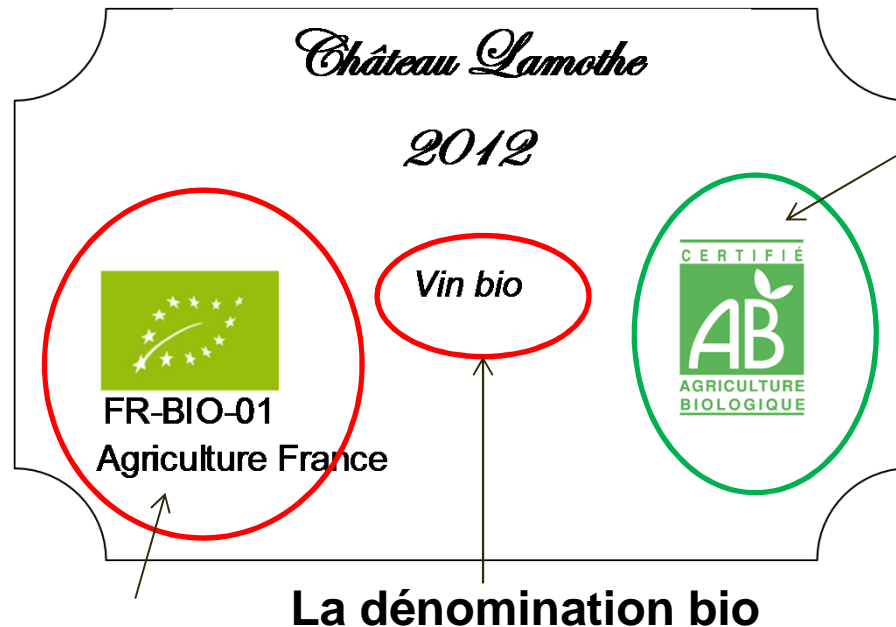 Château Lamothe
2012
Vin bio
FR-BIO-01
Agriculture France
CERTIFIÉ
AB
AGRICULTURE
BIOLOGIQUE
La dénomination bio